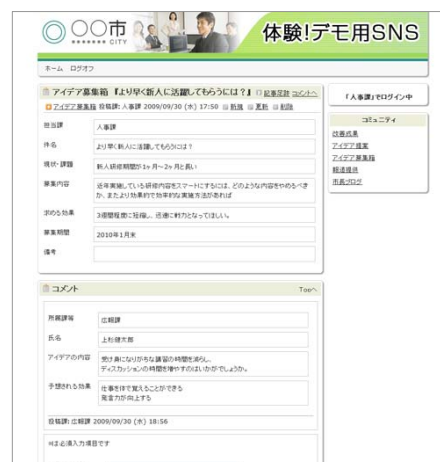 ○○市
CITY
体験!デモ用SNS
ホーム ログオフ
アイデア募集箱 『より早く新人に活躍してもらうには?』 記事足跡 コメントへ
アイデア募集箱 投稿課: 人事課 2009/09/30 (水) 17:50 新規 更新 削除
担当課 人事課
件名 より早く新人に活躍してもらうには?
現状・課題 新人研修期間が1ヶ月~2ヶ月と長い
募集内容 近年実施している研修内容をスマートにするには、どのような内容をやめるべき
か、またより効果的で効率的な実施方法があれば
求める効果 3週間程度に短縮し、迅速に戦力となってほしい。
募集期間 2010年1月末
備考
「人事課」でログイン中
コミュニティ
改善成果
アイデア提案
アイデア募集箱
報道提供
市長ブログ
コメント Topへ
所属課等 広報課
氏名 上杉健太郎
アイデアの内容 受け身になりがちな講習の時間を減らし、
ディスカッションの時間を増やすのはいかがでしょうか。
予想される効果 仕事を体で覚えることができる
発言力が向上する
投稿課: 広報課 2009/09/30 (水) 18:56
※は必須入力項目です